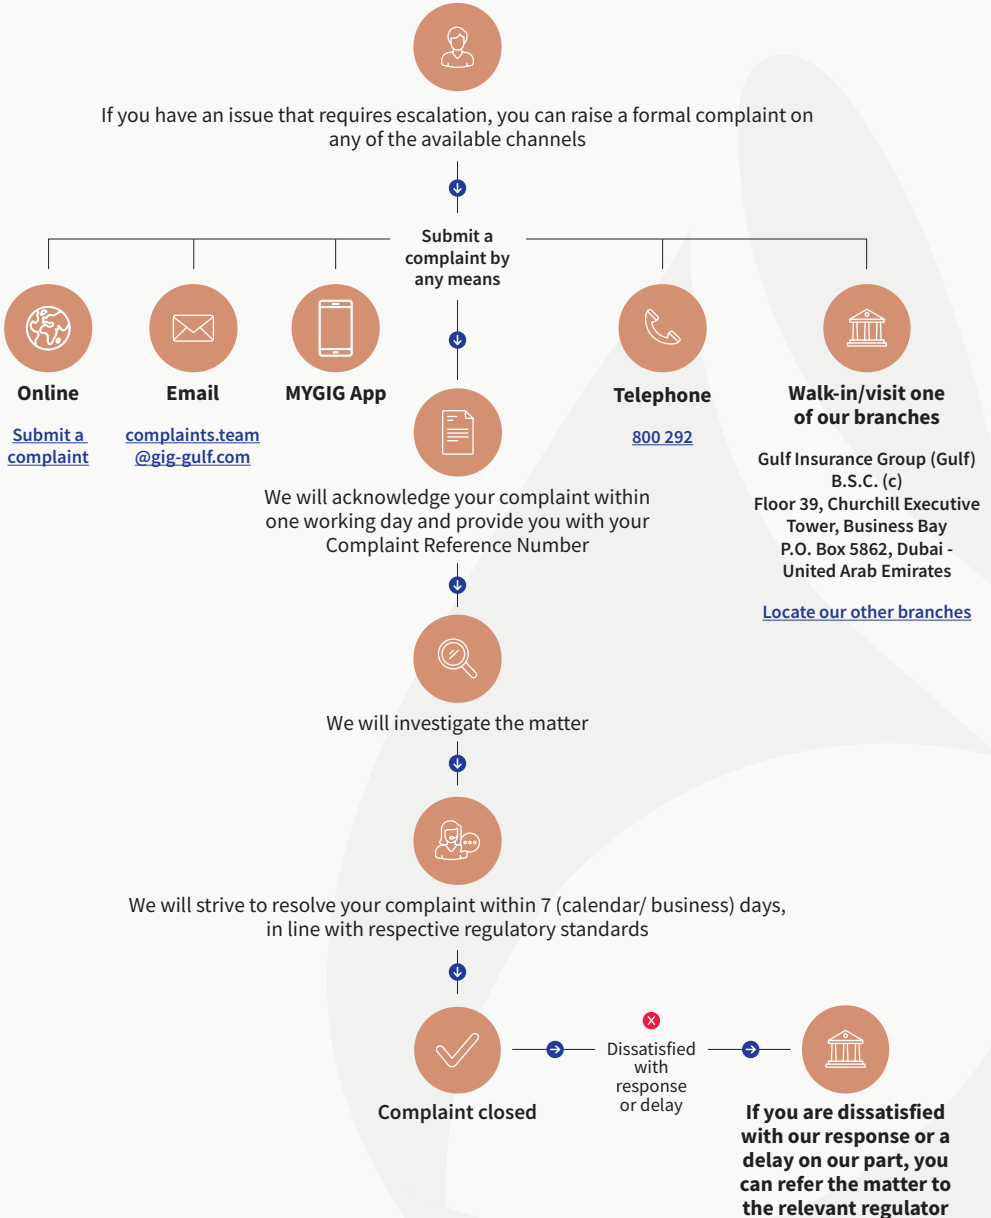 If you have an issue that requires escalation, you can raise a formal complaint on
any of the available channels
Submit a
complaint by
any means
Online
Submit a
complaint
Email
complaints.team
@gig-gulf.com
MYGIG App
Telephone
800 292
Walk-in/visit one
of our branches
Gulf Insurance Group (Gulf)
B.S.C. (c)
Floor 39, Churchill Executive
Tower, Business Bay
P.O. Box 5862, Dubai -
United Arab Emirates
Locate our other branches
We will acknowledge your complaint within
one working day and provide you with your
Complaint Reference Number
We will investigate the matter
We will strive to resolve your complaint within 7 (calendar/ business) days,
in line with respective regulatory standards
Complaint closed
Dissatisfied
with
response
or delay
If you are dissatisfied
with our response or a
delay on our part, you
can refer the matter to
the relevant regulator